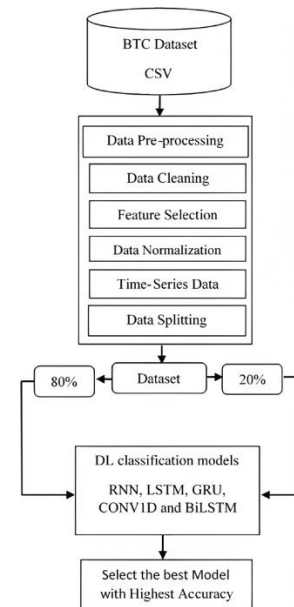 BTC Dataset
CSV
Data Pre-processing
Data Cleaning
Feature Selection
Data Normalization
Time-Series Data
Data Splitting
80%
Dataset
20%
DL classification models
RNN, LSTM, GRU,
CONV1D and BiLSTM
Select the best Model
with Highest Accuracy